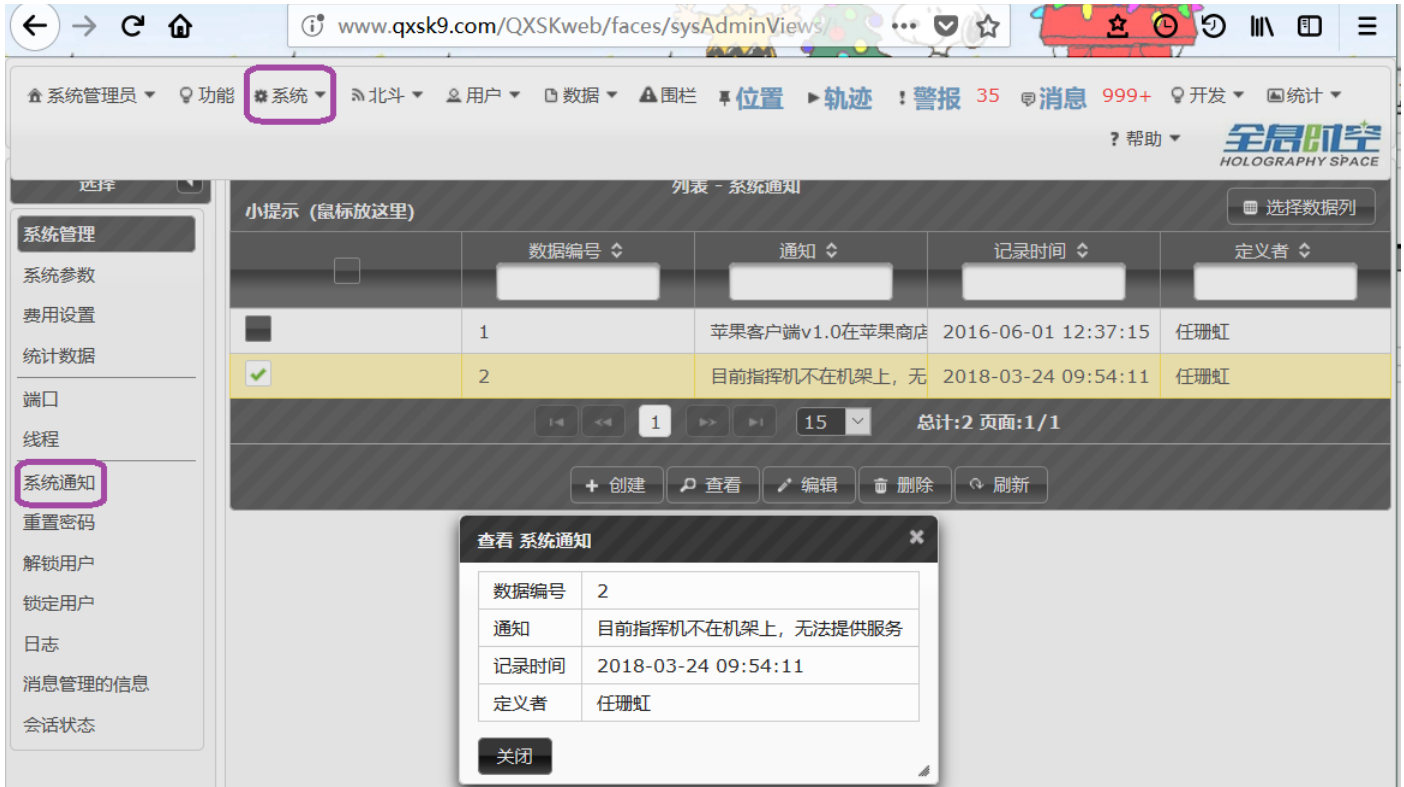 www.qxsk9.com/QXSKweb/faces/sysAdminViews/
系统管理员 功能 系统 北斗 用户 数据 围栏 位置 轨迹 警报 35 消息 999+ 开发 统计
? 帮助
全息时空
HOLOGRAPHY SPACE
选择
列表 - 系统通知
小提示 (鼠标放这里)
选择数据列
数据编号 通知 记录时间 定义者
1 苹果客户端v1.0在苹果商店 2016-06-01 12:37:15 任珊虹
2 目前指挥机不在机架上，无 2018-03-24 09:54:11 任珊虹
1 15 总计:2 页面:1/1
+ 创建 查看 编辑 删除 刷新
系统管理
系统参数
费用设置
统计数据
端口
线程
系统通知
重置密码
解锁用户
锁定用户
日志
消息管理的信息
会话状态
查看 系统通知
数据编号 2
通知 目前指挥机不在机架上，无法提供服务
记录时间 2018-03-24 09:54:11
定义者 任珊虹
关闭